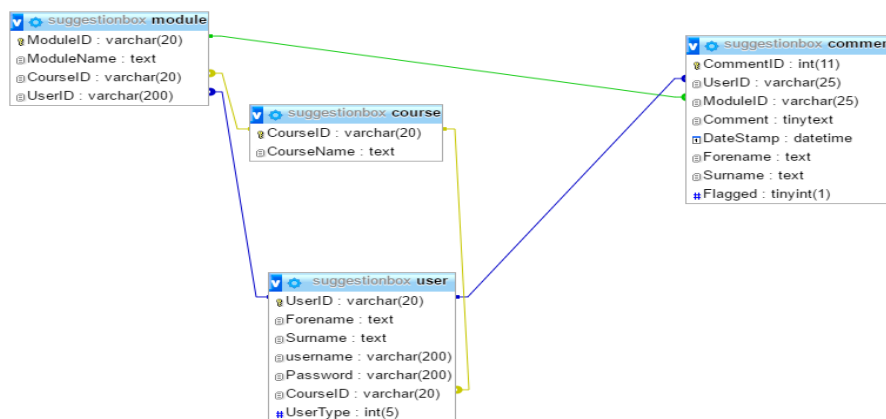 suggestionbox module
ModuleID : varchar(20)
ModuleName : text
CourseID : varchar(20)
UserID : varchar(200)
suggestionbox course
CourseID : varchar(20)
CourseName : text
suggestionbox commen
CommentID : int(11)
UserID : varchar(25)
ModuleID : varchar(25)
Comment : tinytext
DateStamp : datetime
Forename : text
Surname : text
# Flagged : tinyint(1)
suggestionbox user
UserID : varchar(20)
Forename : text
Surname : text
username : varchar(200)
Password : varchar(200)
CourseID : varchar(20)
# UserType : int(5)